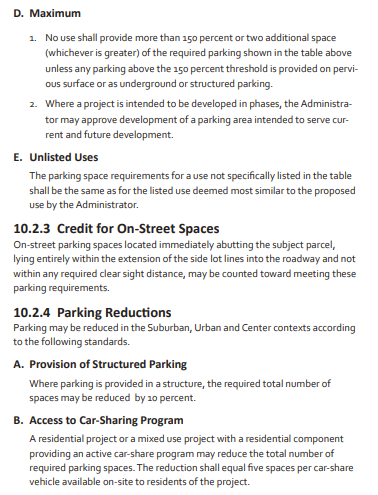 D. Maximum
1. No use shall provide more than 150 percent or two additional space
(whichever is greater) of the required parking shown in the table above
unless any parking above the 150 percent threshold is provided on pervi-
ous surface or as underground or structured parking.
2. Where a project is intended to be developed in phases, the Administra-
tor may approve development of a parking area intended to serve cur-
rent and future development.
E. Unlisted Uses
The parking space requirements for a use not specifically listed in the table
shall be the same as for the listed use deemed most similar to the proposed
use by the Administrator.
10.2.3 Credit for On-Street Spaces
On-street parking spaces located immediately abutting the subject parcel,
lying entirely within the extension of the side lot lines into the roadway and not
within any required clear sight distance, may be counted toward meeting these
parking requirements.
10.2.4 Parking Reductions
Parking may be reduced in the Suburban, Urban and Center contexts according
to the following standards.
A. Provision of Structured Parking
Where parking is provided in a structure, the required total number of
spaces may be reduced by 10 percent.
B. Access to Car-Sharing Program
A residential project or a mixed use project with a residential component
providing an active car-share program may reduce the total number of
required parking spaces. The reduction shall equal five spaces per car-share
vehicle available on-site to residents of the project.